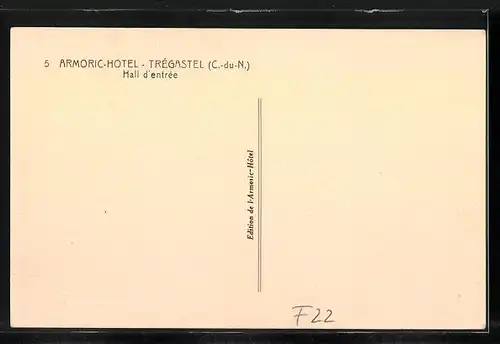 5 ARMORIC-HOTEL - TRÉGASTEL (C.-du-N.)
Hall d'entrée
Edition de l'Armoric-Hôtel
F22